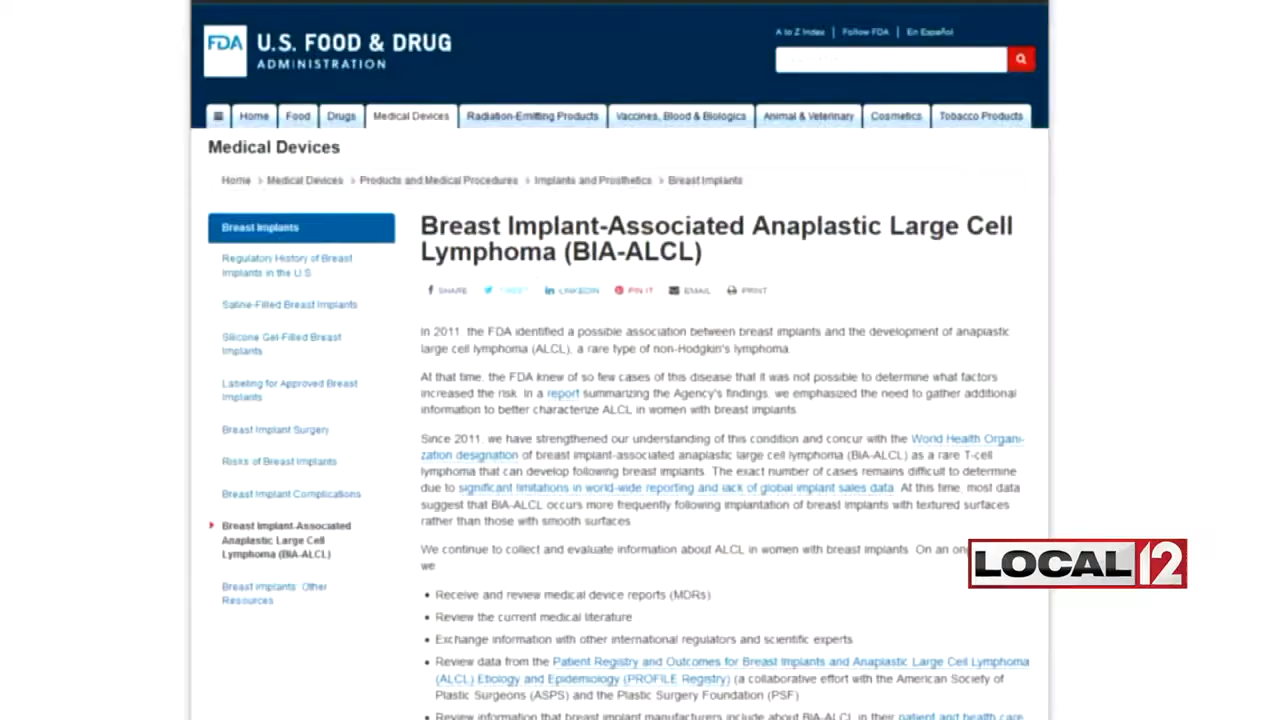 FDA
U.S. FOOD & DRUG
ADMINISTRATION
A to Z Index | Follow FDA | En Español
Home Food Drugs Medical Devices Radiation-Emitting Products Vaccines, Blood & Biologics Animal & Veterinary Cosmetics Tobacco Products
Medical Devices
Home > Medical Devices > Products and Medical Procedures > Implants and Prosthetics > Breast Implants
Breast Implants
Regulatory History of Breast
Implants in the U.S
Saline-Filled Breast Implants
Silicone Gel-Filled Breast
Implants
Labeling for Approved Breast
Implants
Breast Implant Surgery
Risks of Breast Implants
Breast Implant Complications
Breast Implant-Associated
Anaplastic Large Cell
Lymphoma (BIA-ALCL)
Breast Implants: Other
Resources
Breast Implant-Associated Anaplastic Large Cell
Lymphoma (BIA-ALCL)
SHARE TWEET LINKEDIN PIN IT EMAIL PRINT
In 2011, the FDA identified a possible association between breast implants and the development of anaplastic
large cell lymphoma (ALCL), a rare type of non-Hodgkin's lymphoma.
At that time, the FDA knew of so few cases of this disease that it was not possible to determine what factors
increased the risk. In a report summarizing the Agency's findings, we emphasized the need to gather additional
information to better characterize ALCL in women with breast implants.
Since 2011, we have strengthened our understanding of this condition and concur with the World Health Organi-
zation designation of breast implant-associated anaplastic large cell lymphoma (BIA-ALCL) as a rare T-cell
lymphoma that can develop following breast implants. The exact number of cases remains difficult to determine
due to significant limitations in world-wide reporting and lack of global implant sales data. At this time, most data
suggest that BIA-ALCL occurs more frequently following implantation of breast implants with textured surfaces
rather than those with smooth surfaces.
We continue to collect and evaluate information about ALCL in women with breast implants. On an
we
• Receive and review medical device reports (MDRs)
• Review the current medical literature
• Exchange information with other international regulators and scientific experts
• Review data from the Patient Registry and Outcomes for Breast Implants and Anaplastic Large Cell Lymphoma
(ALCL) Etiology and Epidemiology (PROFILE Registry) (a collaborative effort with the American Society of
Plastic Surgeons (ASPS) and the Plastic Surgery Foundation (PSF)
• Review information that breast implant manufacturers include about BIA-ALCL in their patient and health care
LOCAL 12